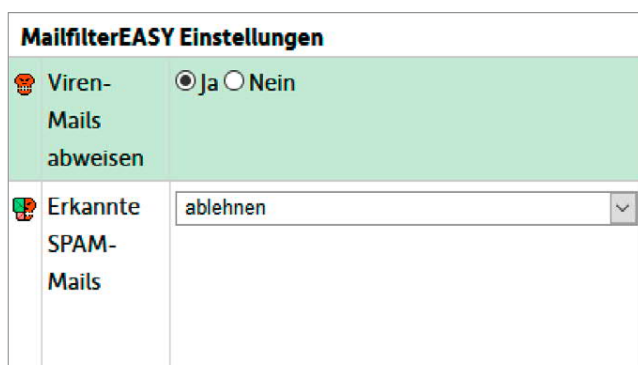 MailfilterEASY Einstellungen
Viren- Ja Nein
Mails
abweisen
Erkannte ablehnen
SPAM-
Mails